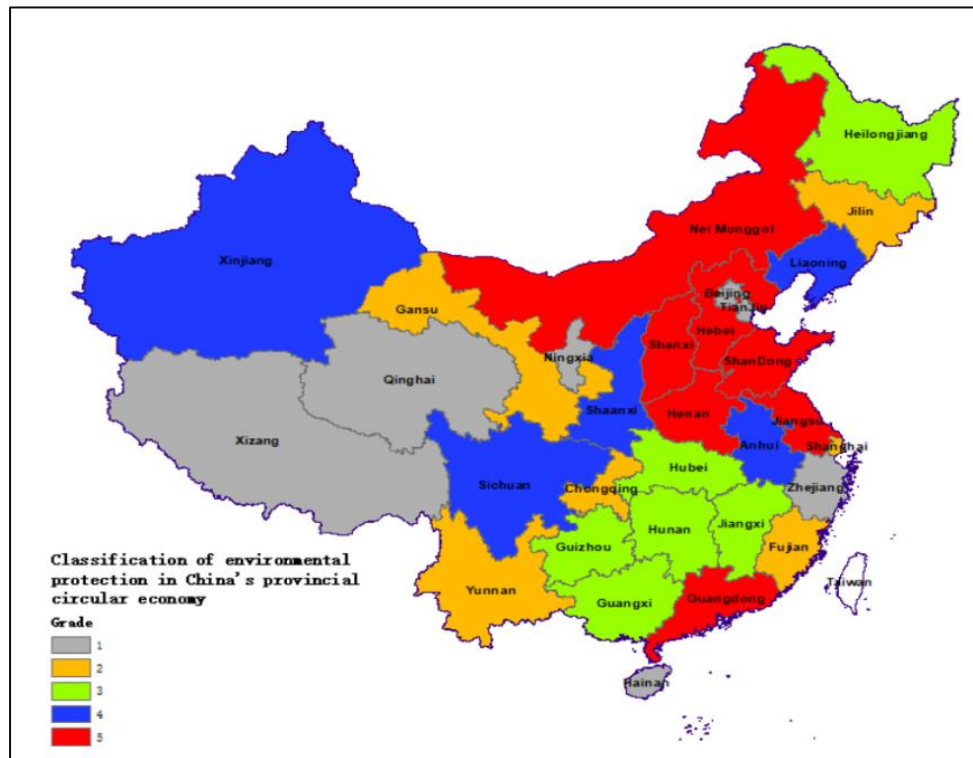 Heilongjiang
Jilin
Nei Monggol
Liaoning
Xinjiang
Beijing
TianJin
Gansu
Hebei
Shanxi
ShanDong
Ningxia
Qinghai
Shaanxi
Henan
Jiangsu
Xizang
Anhui
Shanghai
Hubei
Sichuan
Chongqing
Zhejiang
Hunan
Jiangxi
Guizhou
Fujian
Taiwan
Yunnan
Guangxi
Guangdong
Hainan
Classification of environmental
protection in China's provincial
circular economy
Grade
1
2
3
4
5